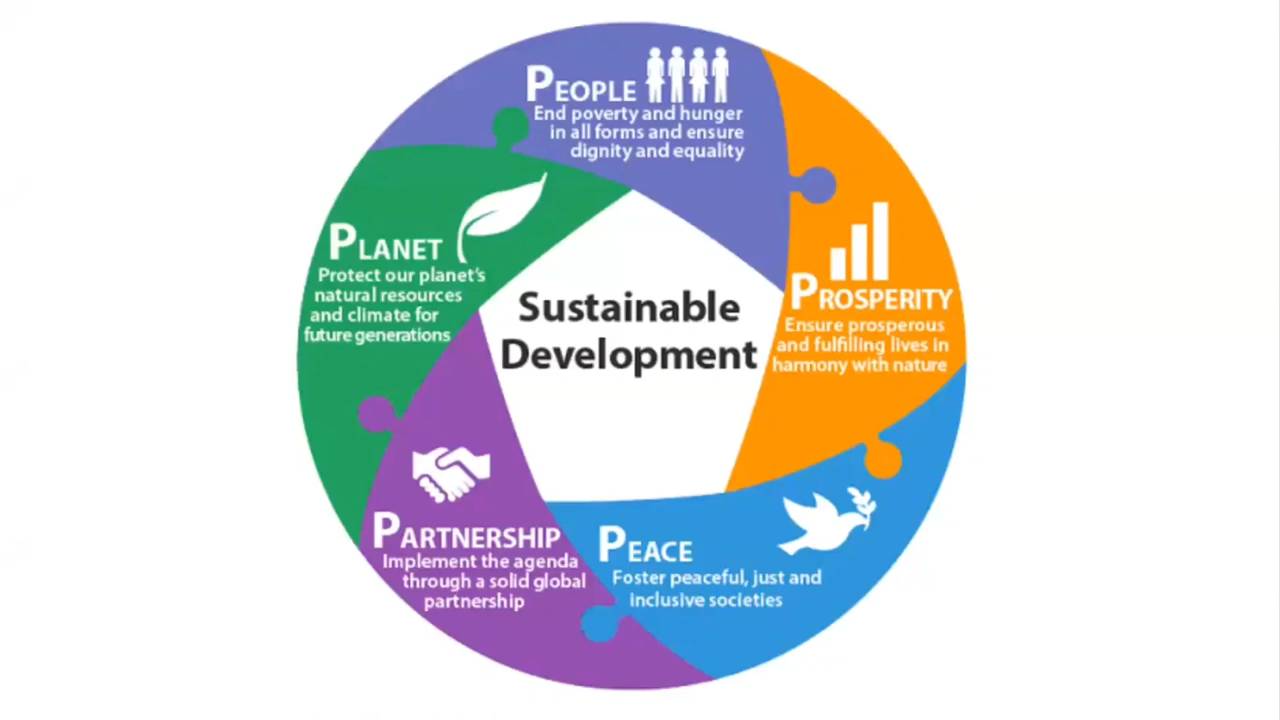 PEOPLE
End poverty and hunger
in all forms and ensure
dignity and equality
PROSPERITY
Ensure prosperous
and fulfilling lives in
harmony with nature
PEACE
Foster peaceful, just and
inclusive societies
PARTNERSHIP
Implement the agenda
through a solid global
partnership
PLANET
Protect our planet's
natural resources
and climate for
future generations
Sustainable
Development